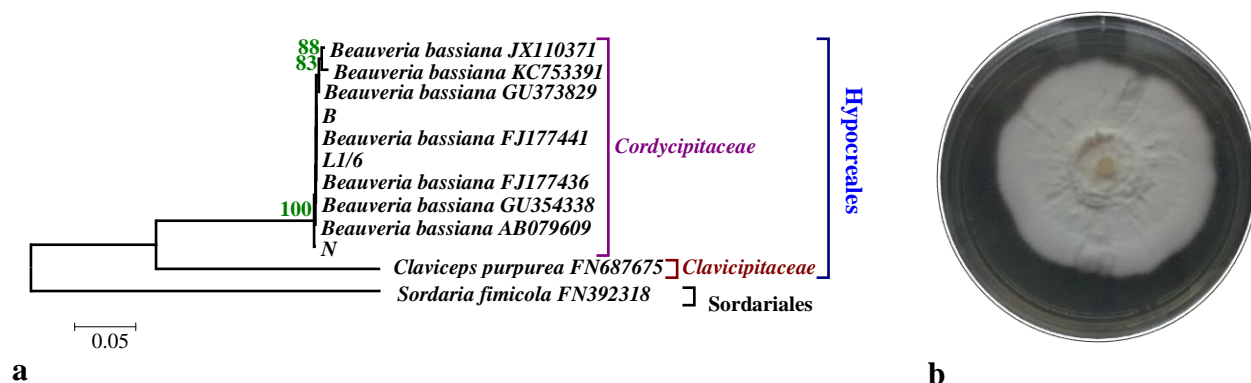 88
Beauveria bassiana JX110371
83
Beauveria bassiana KC753391
Beauveria bassiana GU373829
B
Beauveria bassiana FJ177441
L1/6
Beauveria bassiana FJ177436
100
Beauveria bassiana GU354338
Beauveria bassiana AB079609
N
Cordycipitaceae
Hypocreales
Claviceps purpurea FN687675
Clavicipitaceae
Sordaria fimicola FN392318
Sordariales
0.05
a
b